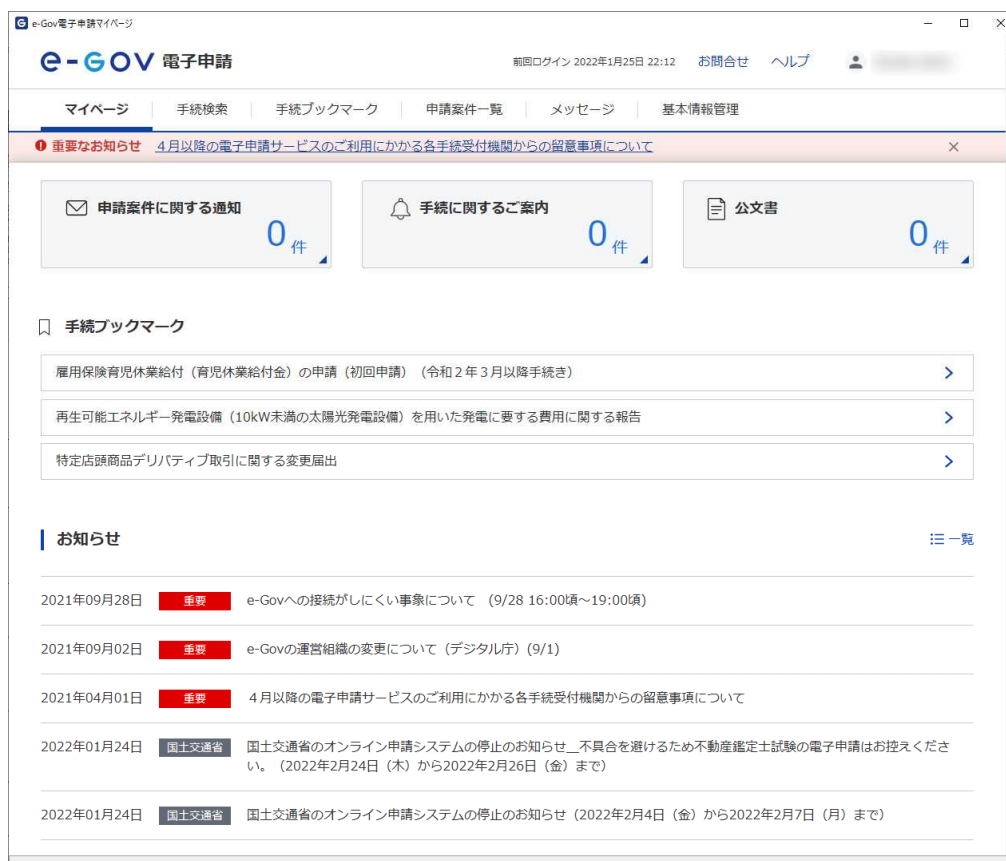 e-Gov電子申請マイページ
e-GOV 電子申請
前回ログイン 2022年1月25日 22:12 お問合せ ヘルプ
マイページ 手続検索 手続ブックマーク 申請案件一覧 メッセージ 基本情報管理
重要なお知らせ ４月以降の電子申請サービスのご利用にかかる各手続受付機関からの留意事項について
申請案件に関する通知
0 件
手続に関するご案内
0 件
公文書
0 件
手続ブックマーク
雇用保険育児休業給付（育児休業給付金）の申請（初回申請）（令和２年３月以降手続き）
再生可能エネルギー発電設備（10kW未満の太陽光発電設備）を用いた発電に要する費用に関する報告
特定店頭商品デリバティブ取引に関する変更届出
お知らせ
一覧
2021年09月28日 重要 e-Govへの接続がしにくい事象について　(9/28 16:00頃～19:00頃)
2021年09月02日 重要 e-Govの運営組織の変更について（デジタル庁）(9/1)
2021年04月01日 重要 ４月以降の電子申請サービスのご利用にかかる各手続受付機関からの留意事項について
2022年01月24日 国土交通省 国土交通省のオンライン申請システムの停止のお知らせ__不具合を避けるため不動産鑑定士試験の電子申請はお控えくださ
い。（2022年2月24日（木）から2022年2月26日（金）まで）
2022年01月24日 国土交通省 国土交通省のオンライン申請システムの停止のお知らせ（2022年2月4日（金）から2022年2月7日（月）まで）